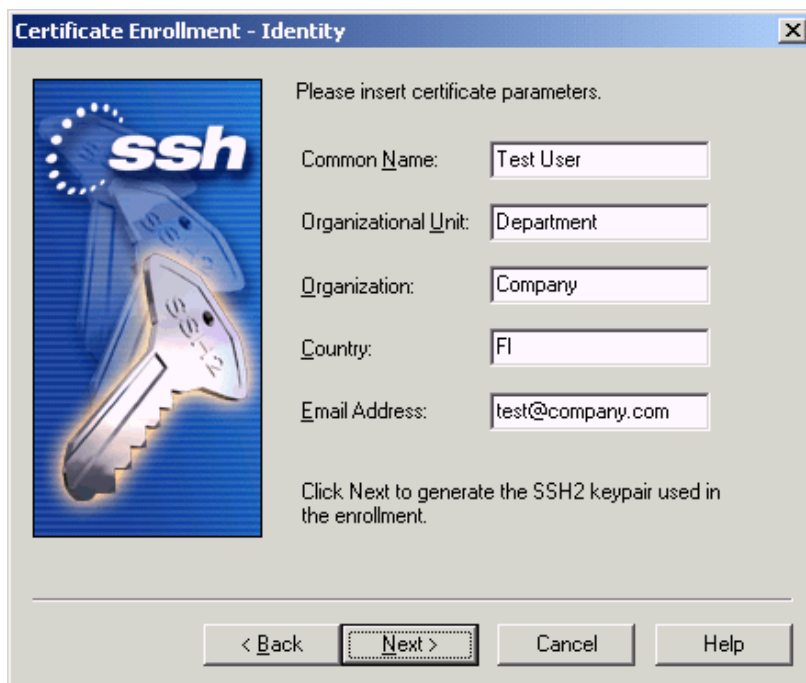 Certificate Enrollment - Identity
ssh
SSH2
Please insert certificate parameters.
Common Name: Test User
Organizational Unit: Department
Organization: Company
Country: FI
Email Address: test@company.com
Click Next to generate the SSH2 keypair used in
the enrollment.
< Back Next > Cancel Help